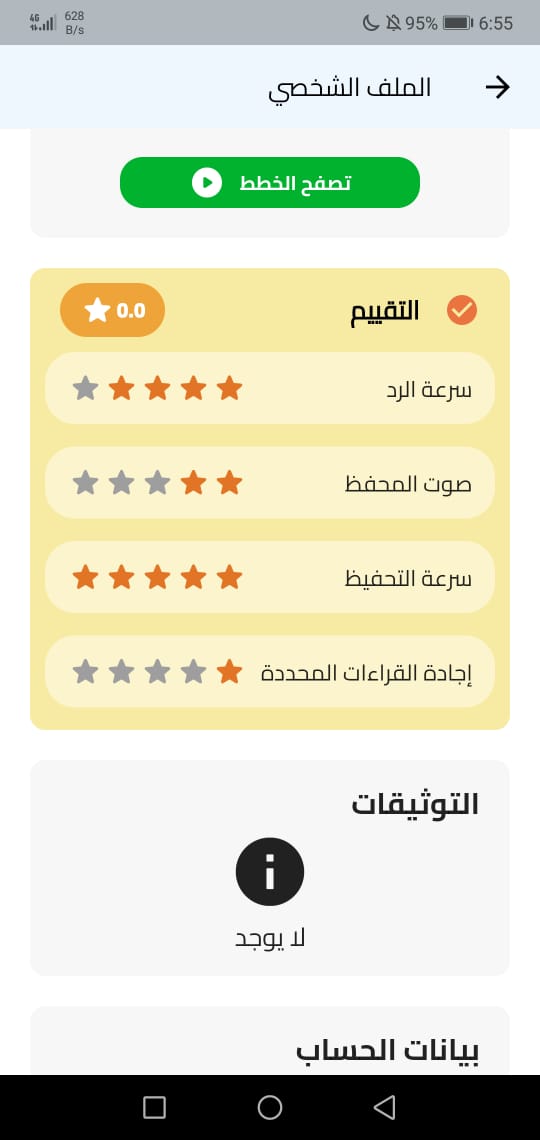 4G 628 B/s 95% 6:55
الملف الشخصي
تصفح الخطط
التقييم 0.0
سرعة الرد
صوت المحفظ
سرعة التحفيظ
إجادة القراءات المحددة
التوثيقات
لا يوجد
بيانات الحساب